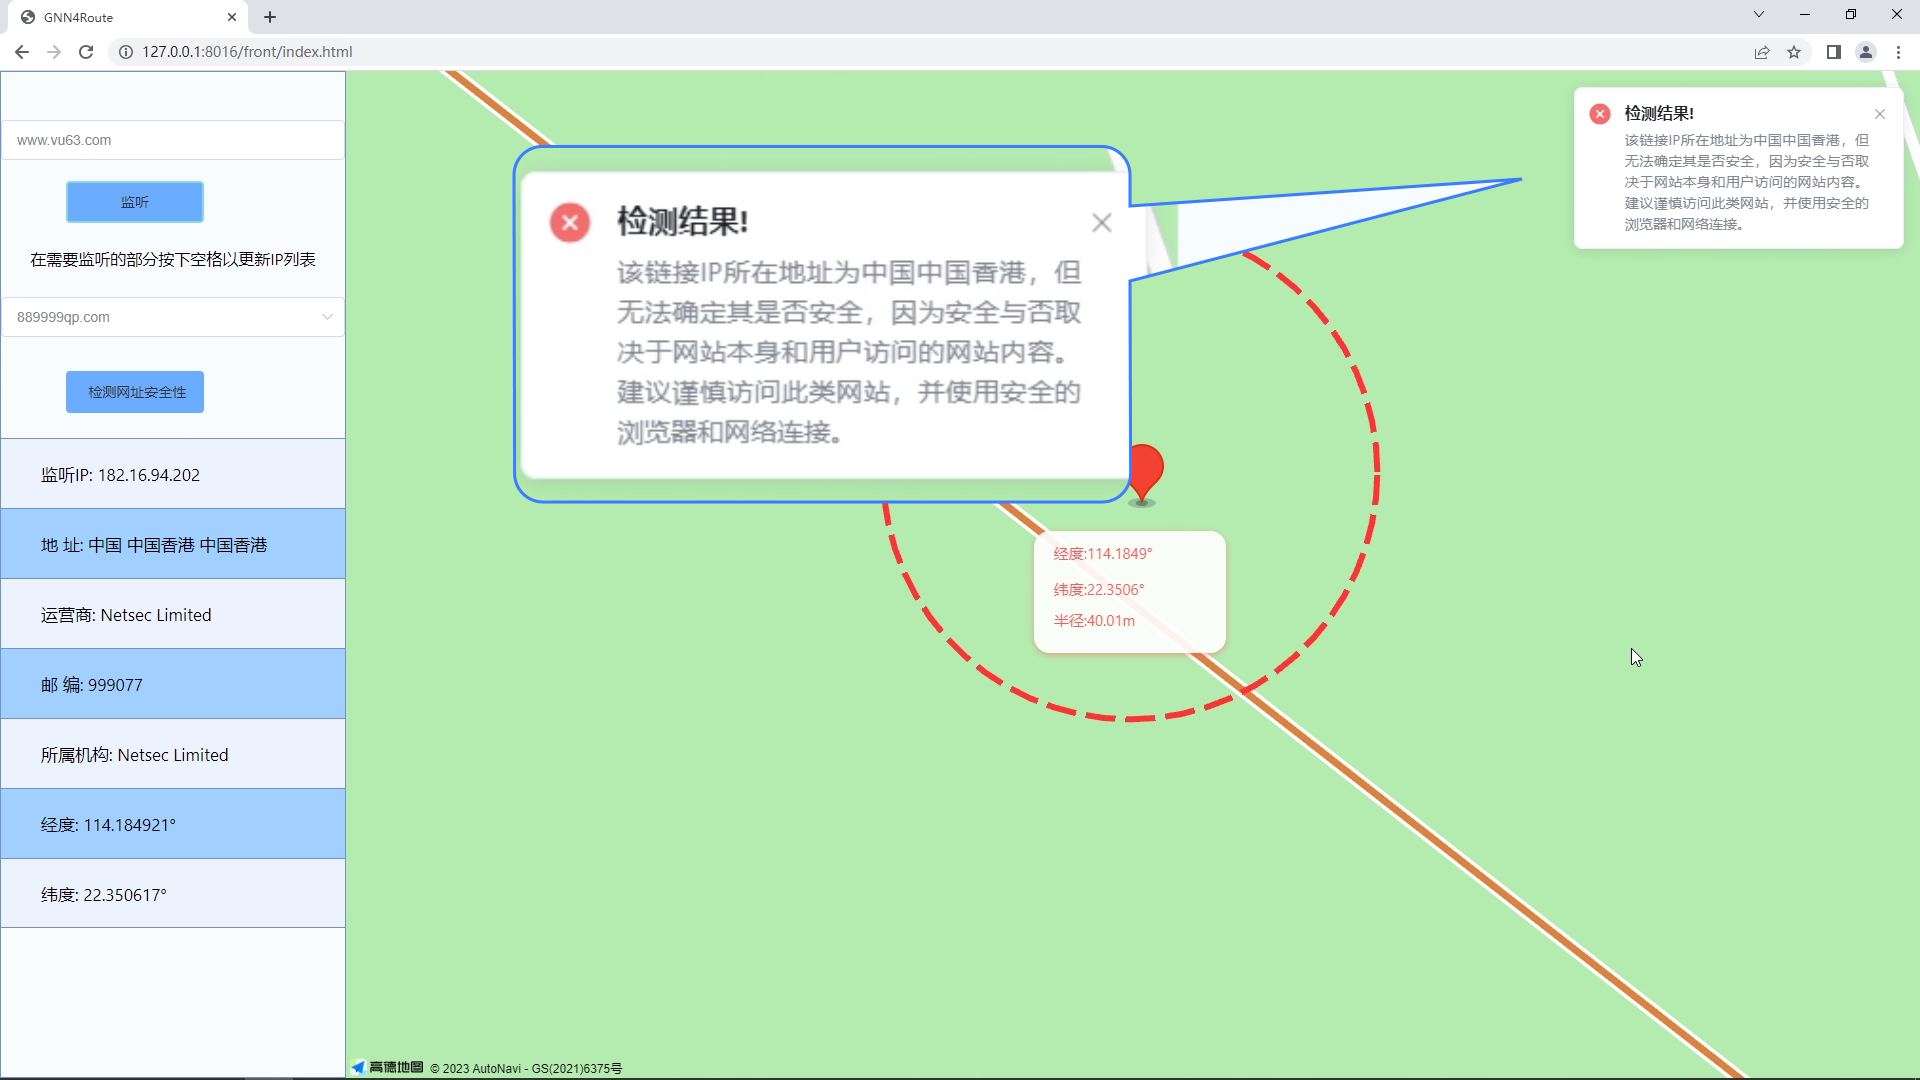 GNN4Route
127.0.0.1:8016/front/index.html
www.vu63.com
监听
在需要监听的部分按下空格以更新IP列表
889999qp.com
检测网址安全性
监听IP: 182.16.94.202
地 址: 中国 中国香港 中国香港
运营商: Netsec Limited
邮 编: 999077
所属机构: Netsec Limited
经度: 114.184921°
纬度: 22.350617°
检测结果!
该链接IP所在地址为中国中国香港，但
无法确定其是否安全，因为安全与否取
决于网站本身和用户访问的网站内容。
建议谨慎访问此类网站，并使用安全的
浏览器和网络连接。
检测结果!
该链接IP所在地址为中国中国香港，但
无法确定其是否安全，因为安全与否取
决于网站本身和用户访问的网站内容。
建议谨慎访问此类网站，并使用安全的
浏览器和网络连接。
经度:114.1849°
纬度:22.3506°
半径:40.01m
高德地图 © 2023 AutoNavi - GS(2021)6375号